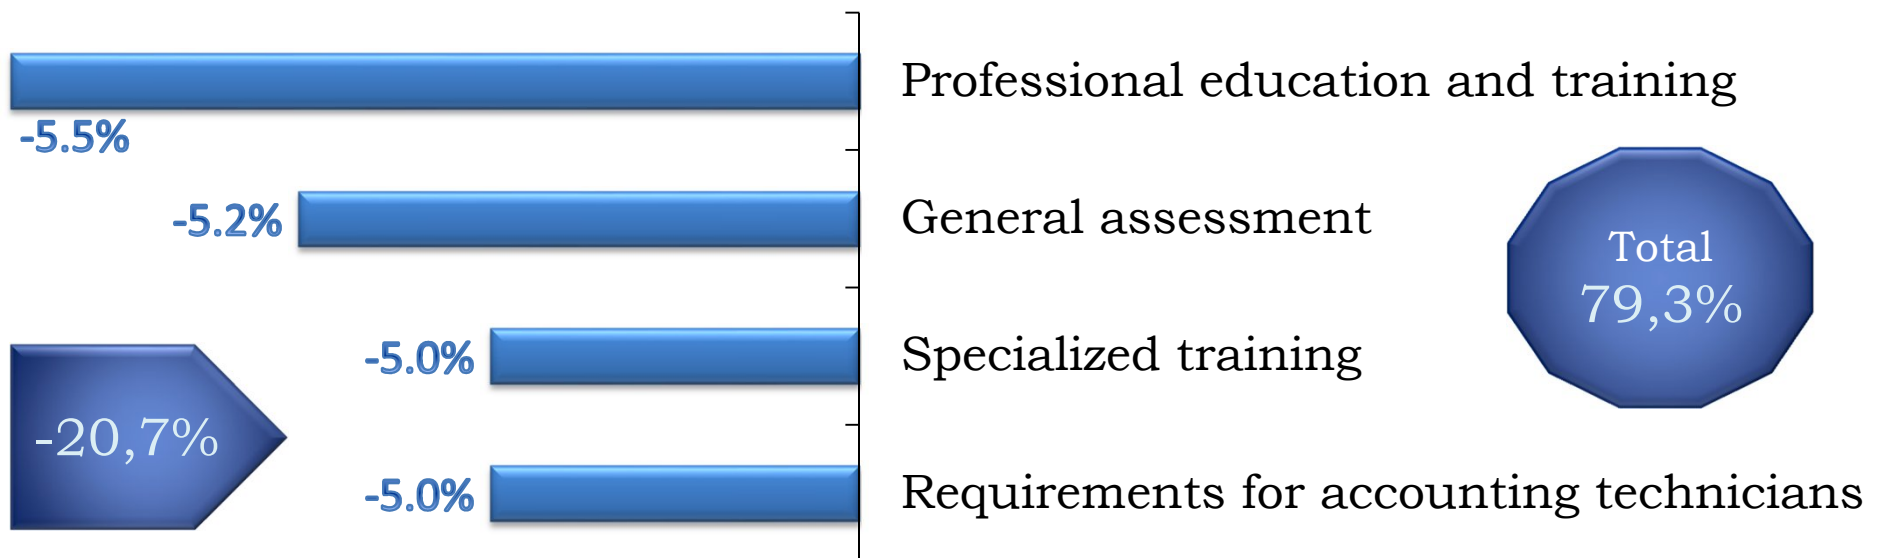 Professional education and training
-5.5%
-5.2%
General assessment
Total
79,3%
-5.0%
Specialized training
-20,7%
-5.0%
Requirements for accounting technicians